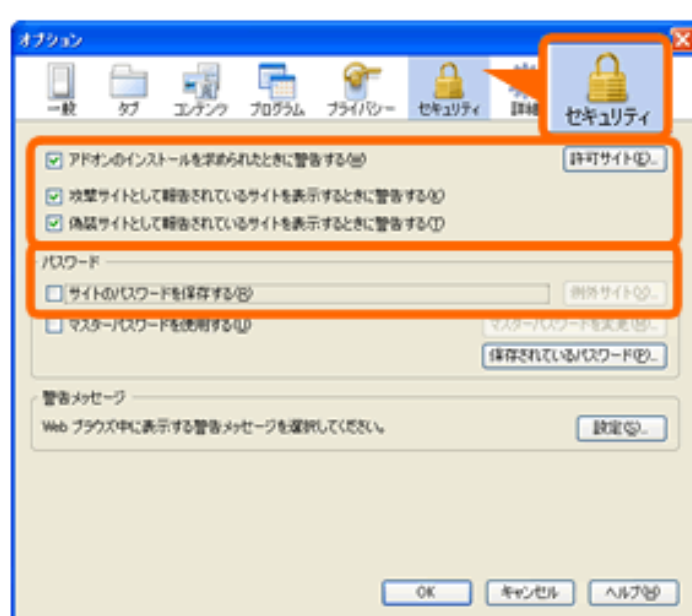 オプション
一般 タブ コンテンツ プログラム プライバシー セキュリティ 詳細 セキュリティ
アドオンのインストールを求められたときに警告する(W) 許可サイト(E)...
攻撃サイトとして報告されているサイトを表示するときに警告する(K)
偽装サイトとして報告されているサイトを表示するときに警告する(T)
パスワード
サイトのパスワードを保存する(R) 例外サイト(X)...
マスターパスワードを使用する(U) マスターパスワードを変更(M)...
保存されているパスワード(P)...
警告メッセージ
Web ブラウズ中に表示する警告メッセージを選択してください。 設定(S)...
OK キャンセル ヘルプ(H)